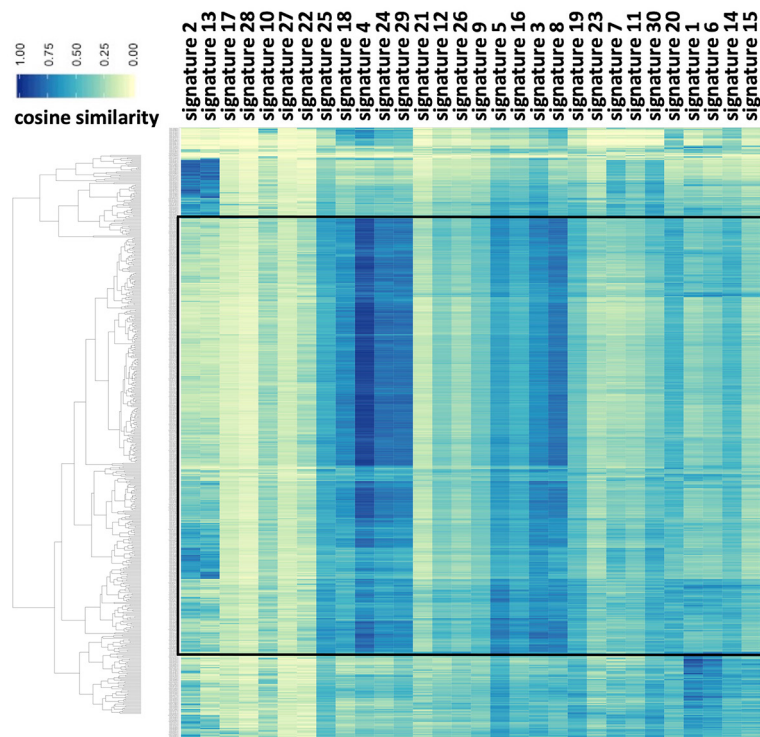 1.00
0.75
0.50
0.25
0.00
cosine similarity
signature 2
signature 13
signature 17
signature 28
signature 10
signature 27
signature 22
signature 25
signature 18
signature 4
signature 24
signature 29
signature 21
signature 12
signature 26
signature 9
signature 5
signature 16
signature 3
signature 8
signature 19
signature 23
signature 7
signature 11
signature 30
signature 20
signature 1
signature 6
signature 14
signature 15